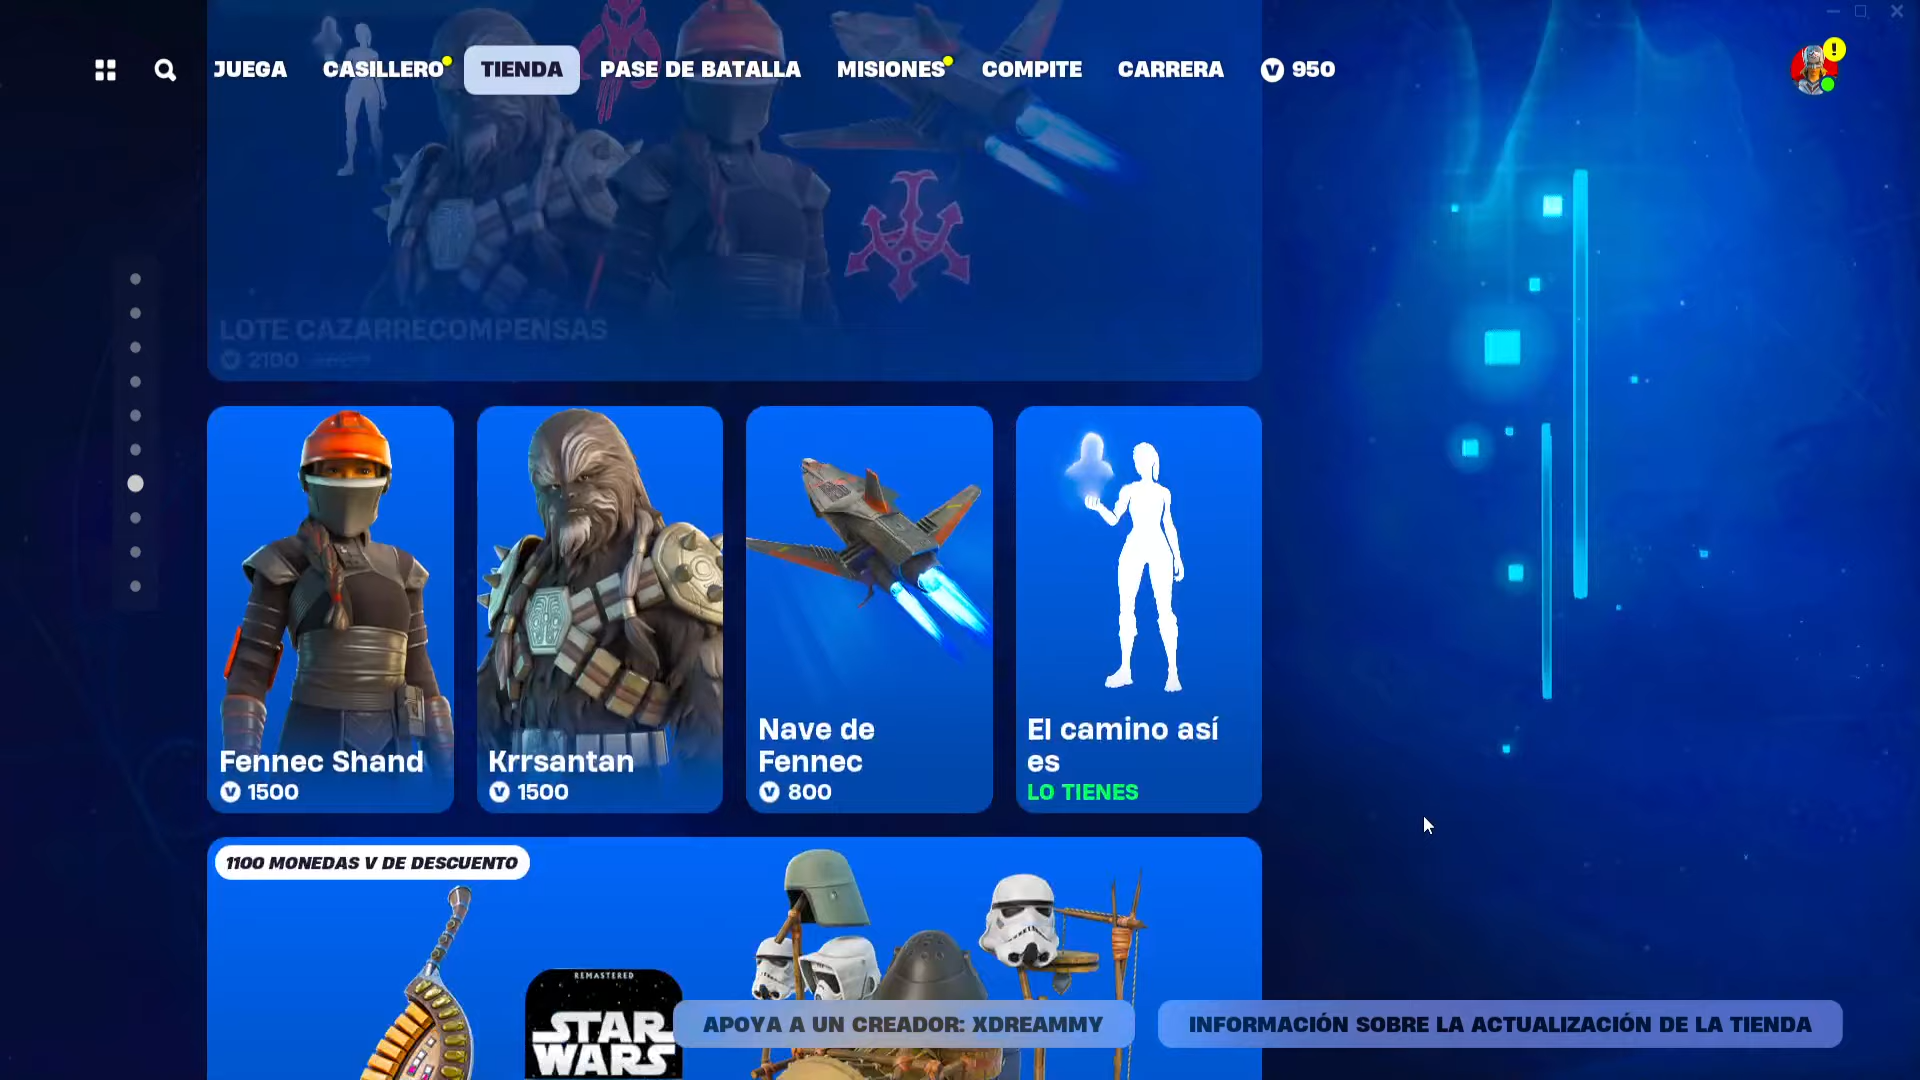 JUEGA CASILLERO TIENDA PASE DE BATALLA MISIONES COMPITE CARRERA 950
LOTE CAZARRECOMPENSAS
2100
Fennec Shand
1500
Krrsantan
1500
Nave de
Fennec
800
El camino así
es
LO TIENES
1100 MONEDAS V DE DESCUENTO
REMASTERED
STAR
WARS
APOYA A UN CREADOR: XDREAMMY
INFORMACIÓN SOBRE LA ACTUALIZACIÓN DE LA TIENDA